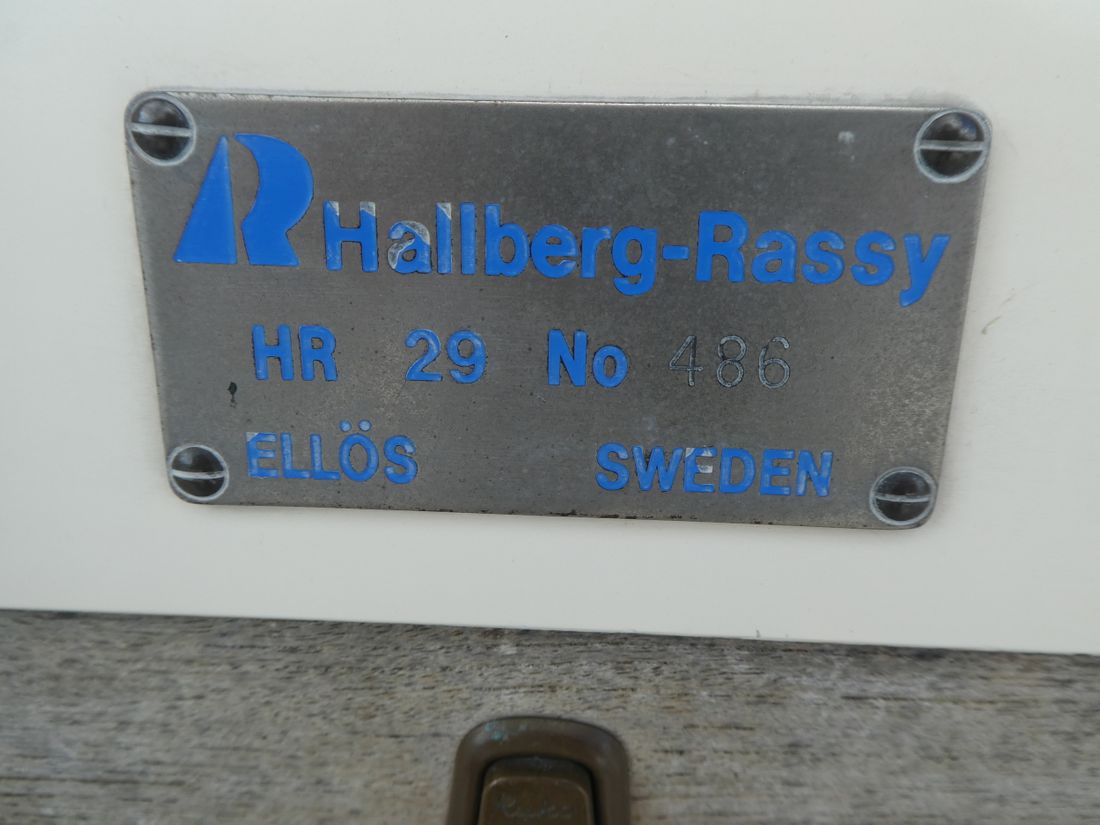 Hallberg-Rassy
HR 29 No 486
ELLÖS SWEDEN